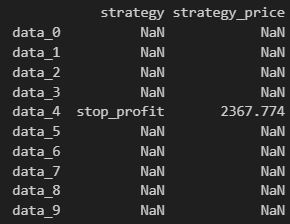 strategy strategy_price
data_0 NaN NaN
data_1 NaN NaN
data_2 NaN NaN
data_3 NaN NaN
data_4 stop_profit 2367.774
data_5 NaN NaN
data_6 NaN NaN
data_7 NaN NaN
data_8 NaN NaN
data_9 NaN NaN